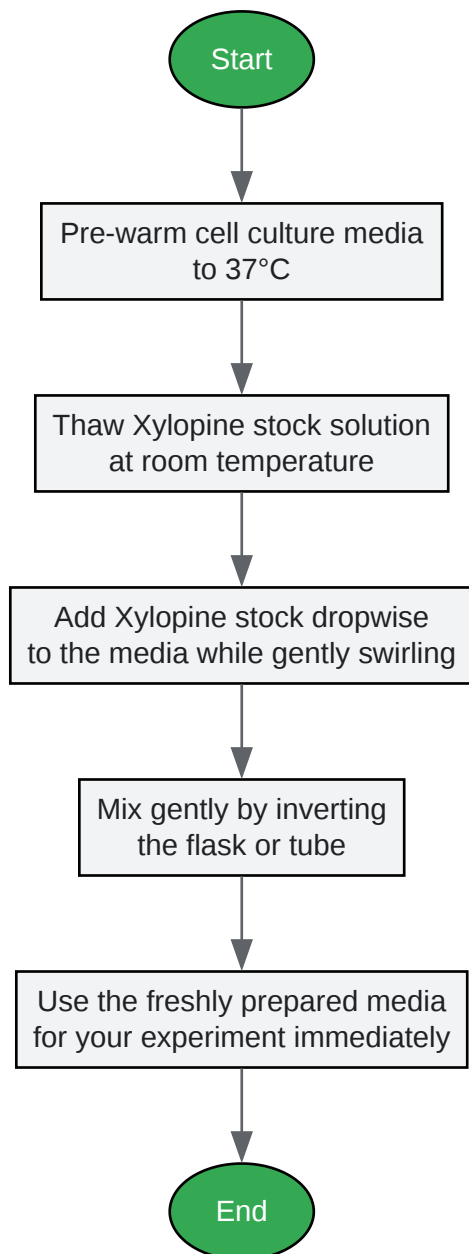 Start
Pre-warm cell culture media
to 37°C
Thaw Xylopine stock solution
at room temperature
Add Xylopine stock dropwise
to the media while gently swirling
Mix gently by inverting
the flask or tube
Use the freshly prepared media
for your experiment immediately
End